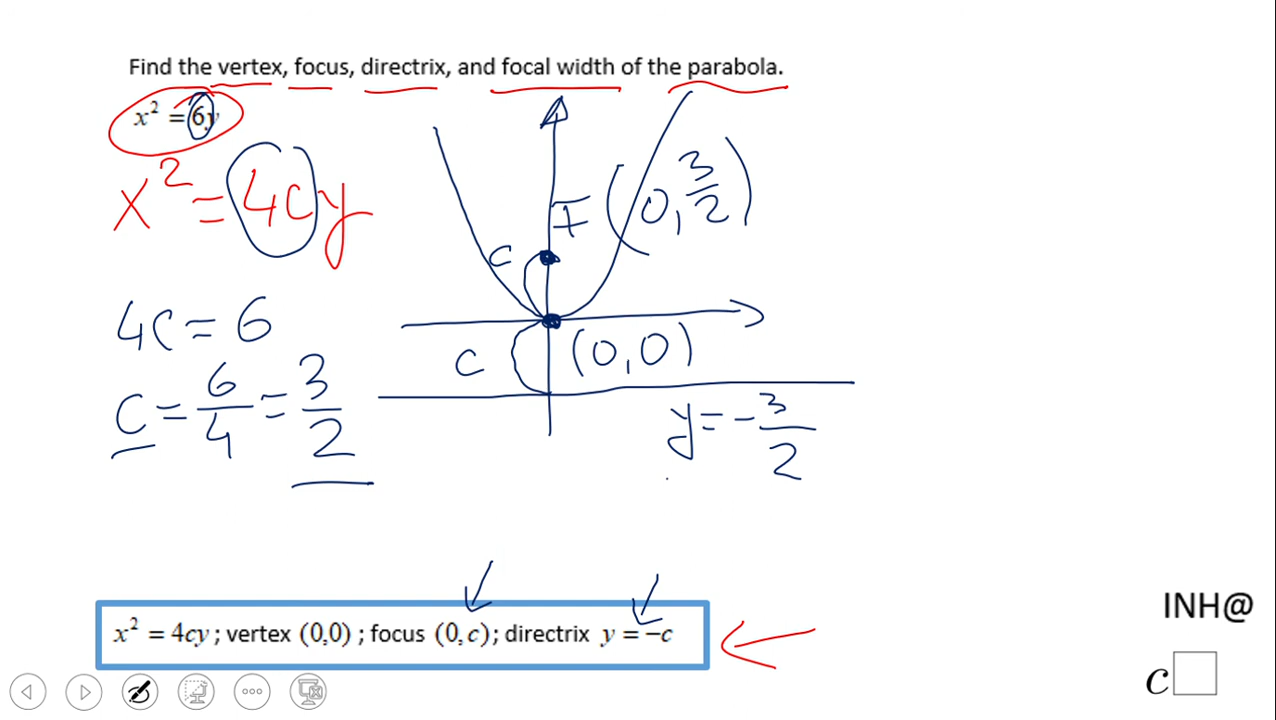 Find the vertex, focus, directrix, and focal width of the parabola.
x² = 6y
x² = 4cy
F (0, 3/2)
c
4c = 6
c (0,0)
c = 6/4 = 3/2
y = -3/2
x² = 4cy ; vertex (0,0) ; focus (0, c); directrix y = −c
INH@
c